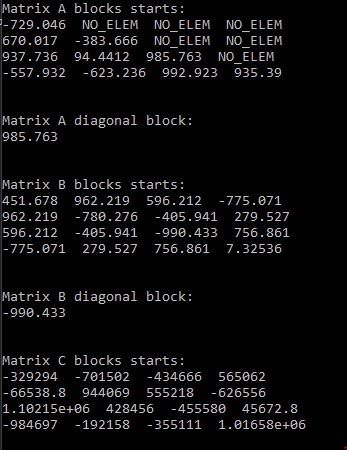 Matrix A blocks starts:
-729.046 NO_ELEM NO_ELEM NO_ELEM
670.017 -383.666 NO_ELEM NO_ELEM
937.736 94.4412 985.763 NO_ELEM
-557.932 -623.236 992.923 935.39
Matrix A diagonal block:
985.763
Matrix B blocks starts:
451.678 962.219 596.212 -775.071
962.219 -780.276 -405.941 279.527
596.212 -405.941 -990.433 756.861
-775.071 279.527 756.861 7.32536
Matrix B diagonal block:
-990.433
Matrix C blocks starts:
-329294 -701502 -434666 565062
-66538.8 944069 555218 -626556
1.10215e+06 428456 -455580 45672.8
-984697 -192158 -355111 1.01658e+06